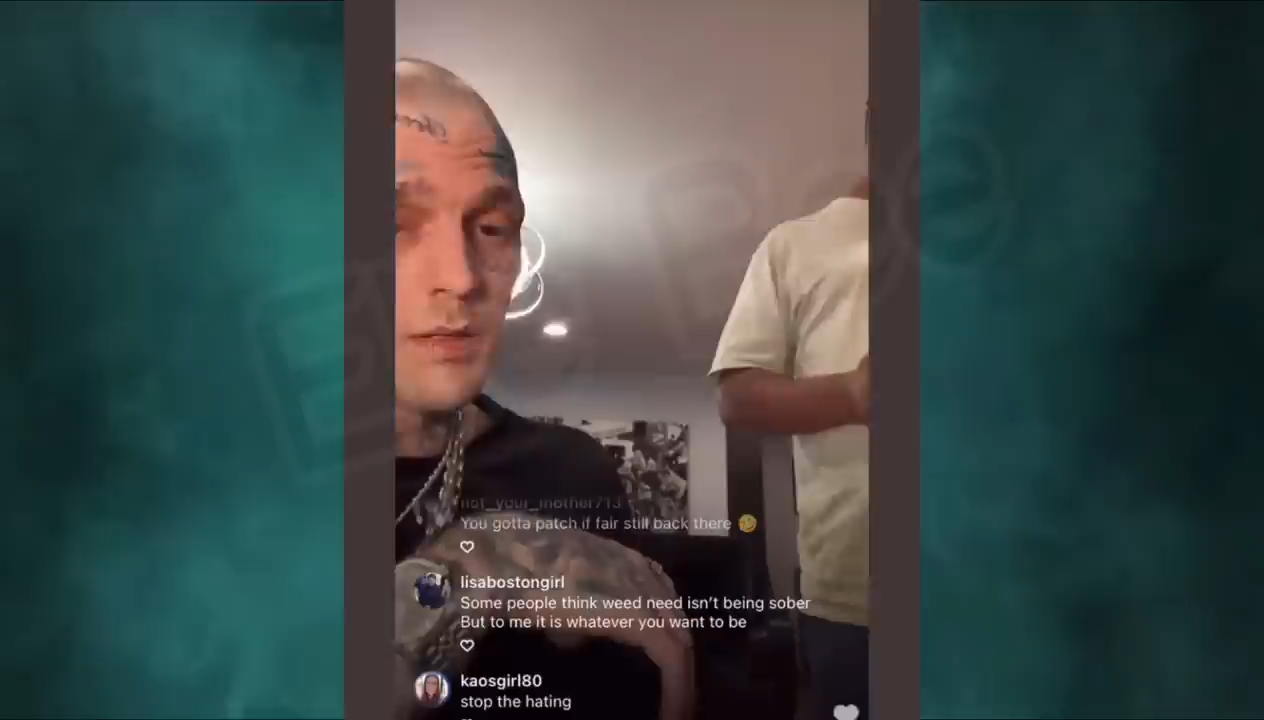 not_your_mother713
You gotta patch if fair still back there 🤣
lisabostongirl
Some people think weed need isn't being sober
But to me it is whatever you want to be
kaosgirl80
stop the hating